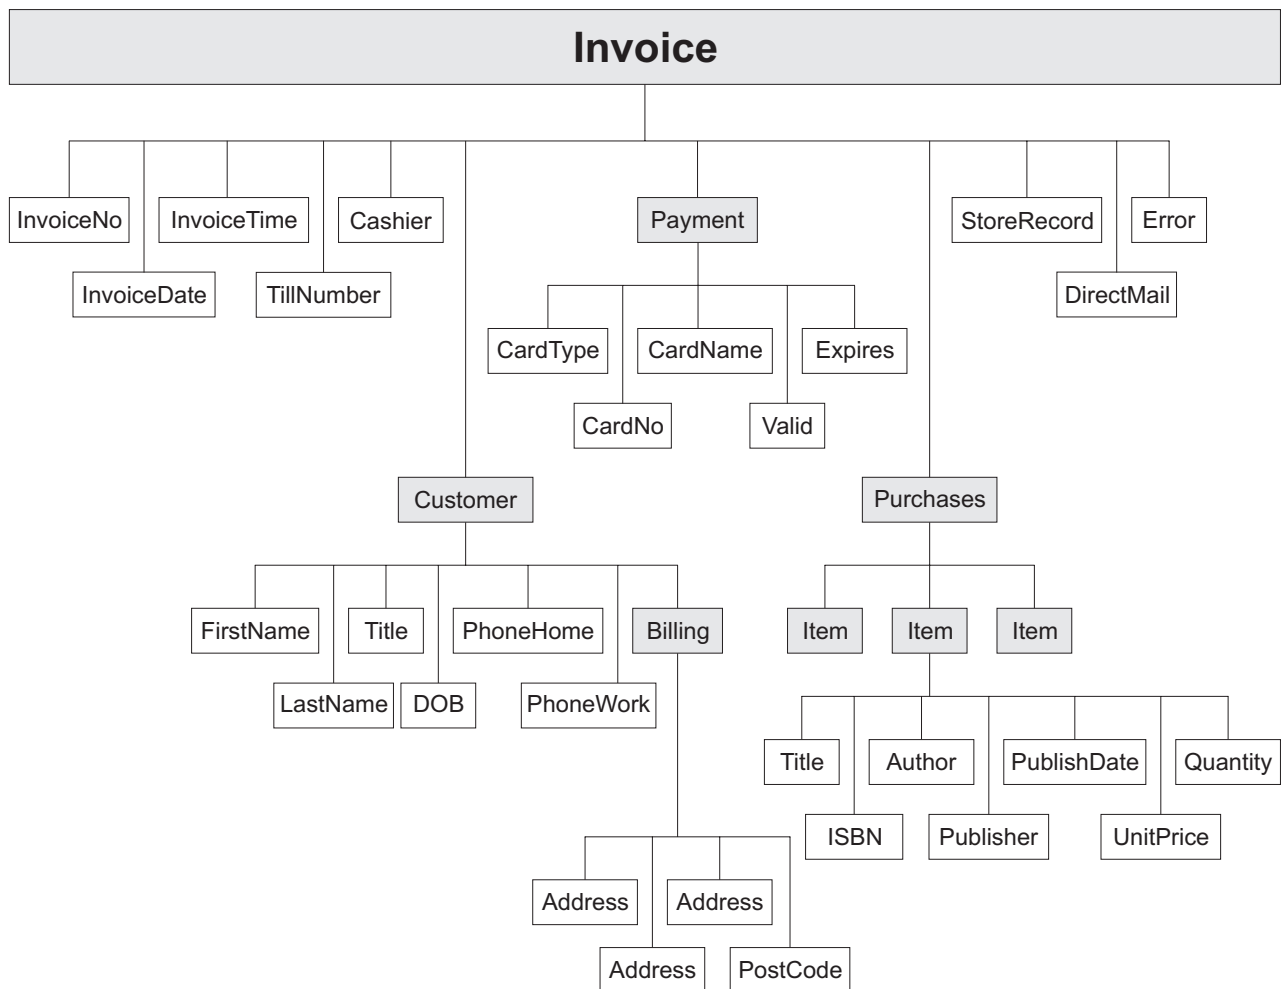 Invoice
InvoiceNo
InvoiceTime
Cashier
Payment
StoreRecord
Error
InvoiceDate
TillNumber
DirectMail
CardType
CardName
Expires
CardNo
Valid
Customer
Purchases
FirstName
Title
PhoneHome
Billing
Item
Item
Item
LastName
DOB
PhoneWork
Title
Author
PublishDate
Quantity
ISBN
Publisher
UnitPrice
Address
Address
Address
PostCode